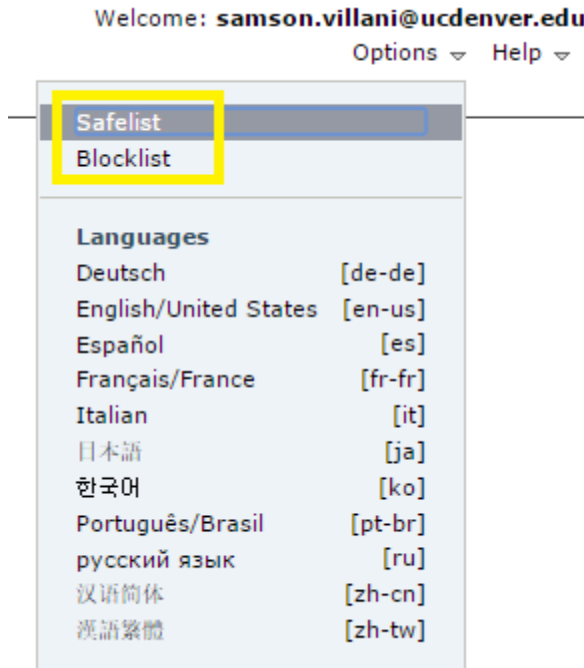 Welcome: samson.villani@ucdenver.edu
Options Help
Safelist
Blocklist
Languages
Deutsch [de-de]
English/United States [en-us]
Español [es]
Français/France [fr-fr]
Italian [it]
日本語 [ja]
한국어 [ko]
Português/Brasil [pt-br]
русский язык [ru]
汉语简体 [zh-cn]
漢語繁體 [zh-tw]